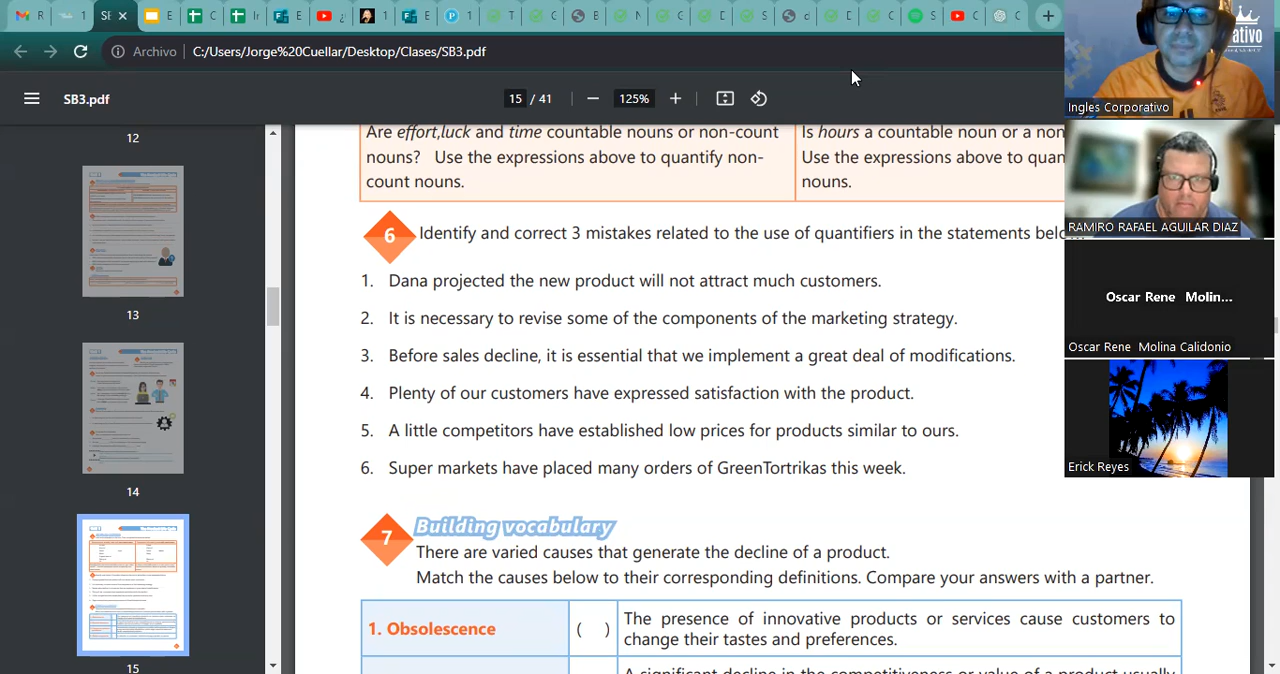 Archivo
C:/Users/Jorge%20Cuellar/Desktop/Clases/SB3.pdf
SB3.pdf
15 / 41
125%
Ingles Corporativo
RAMIRO RAFAEL AGUILAR DIAZ
Oscar Rene Molin...
Oscar Rene Molina Calidonio
Erick Reyes
12
13
14
15
Are effort,luck and time countable nouns or non-count
nouns? Use the expressions above to quantify non-
count nouns.
Is hours a countable noun or a non
Use the expressions above to quan
nouns.
6 Identify and correct 3 mistakes related to the use of quantifiers in the statements belo
1. Dana projected the new product will not attract much customers.
2. It is necessary to revise some of the components of the marketing strategy.
3. Before sales decline, it is essential that we implement a great deal of modifications.
4. Plenty of our customers have expressed satisfaction with the product.
5. A little competitors have established low prices for products similar to ours.
6. Super markets have placed many orders of GreenTortrikas this week.
7 Building vocabulary
There are varied causes that generate the decline of a product.
Match the causes below to their corresponding definitions. Compare your answers with a partner.
1. Obsolescence
( )
The presence of innovative products or services cause customers to
change their tastes and preferences.
A significant decline in the competitiveness or value of a product usually